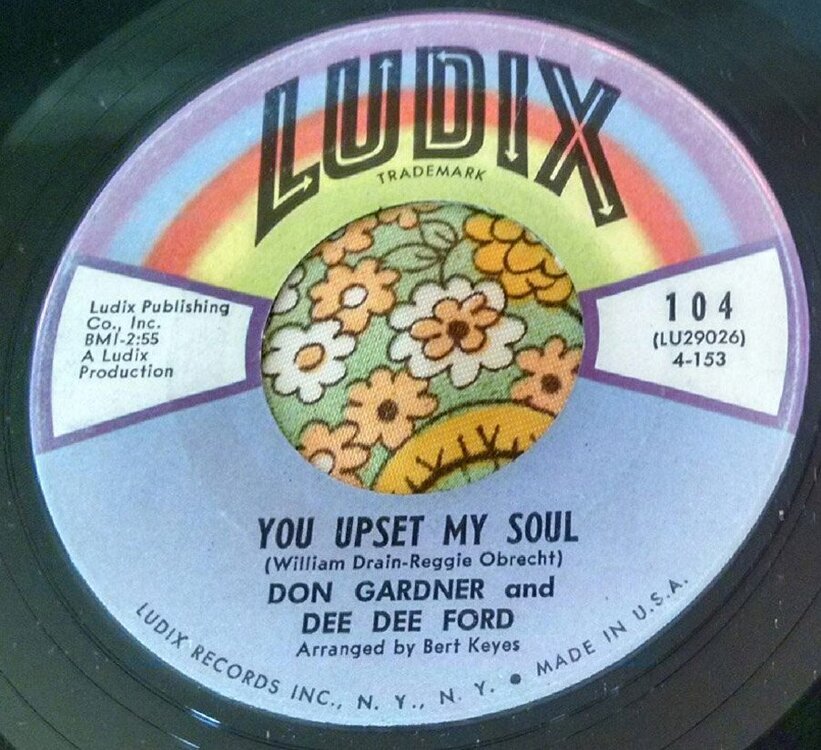 LUDIX
TRADEMARK
Ludix Publishing
Co., Inc.
BMI-2:55
A Ludix
Production
104
(LU29026)
4-153
YOU UPSET MY SOUL
(William Drain-Reggie Obrecht)
DON GARDNER and
DEE DEE FORD
Arranged by Bert Keyes
LUDIX RECORDS INC., N. Y., N. Y. ● MADE IN U.S.A.